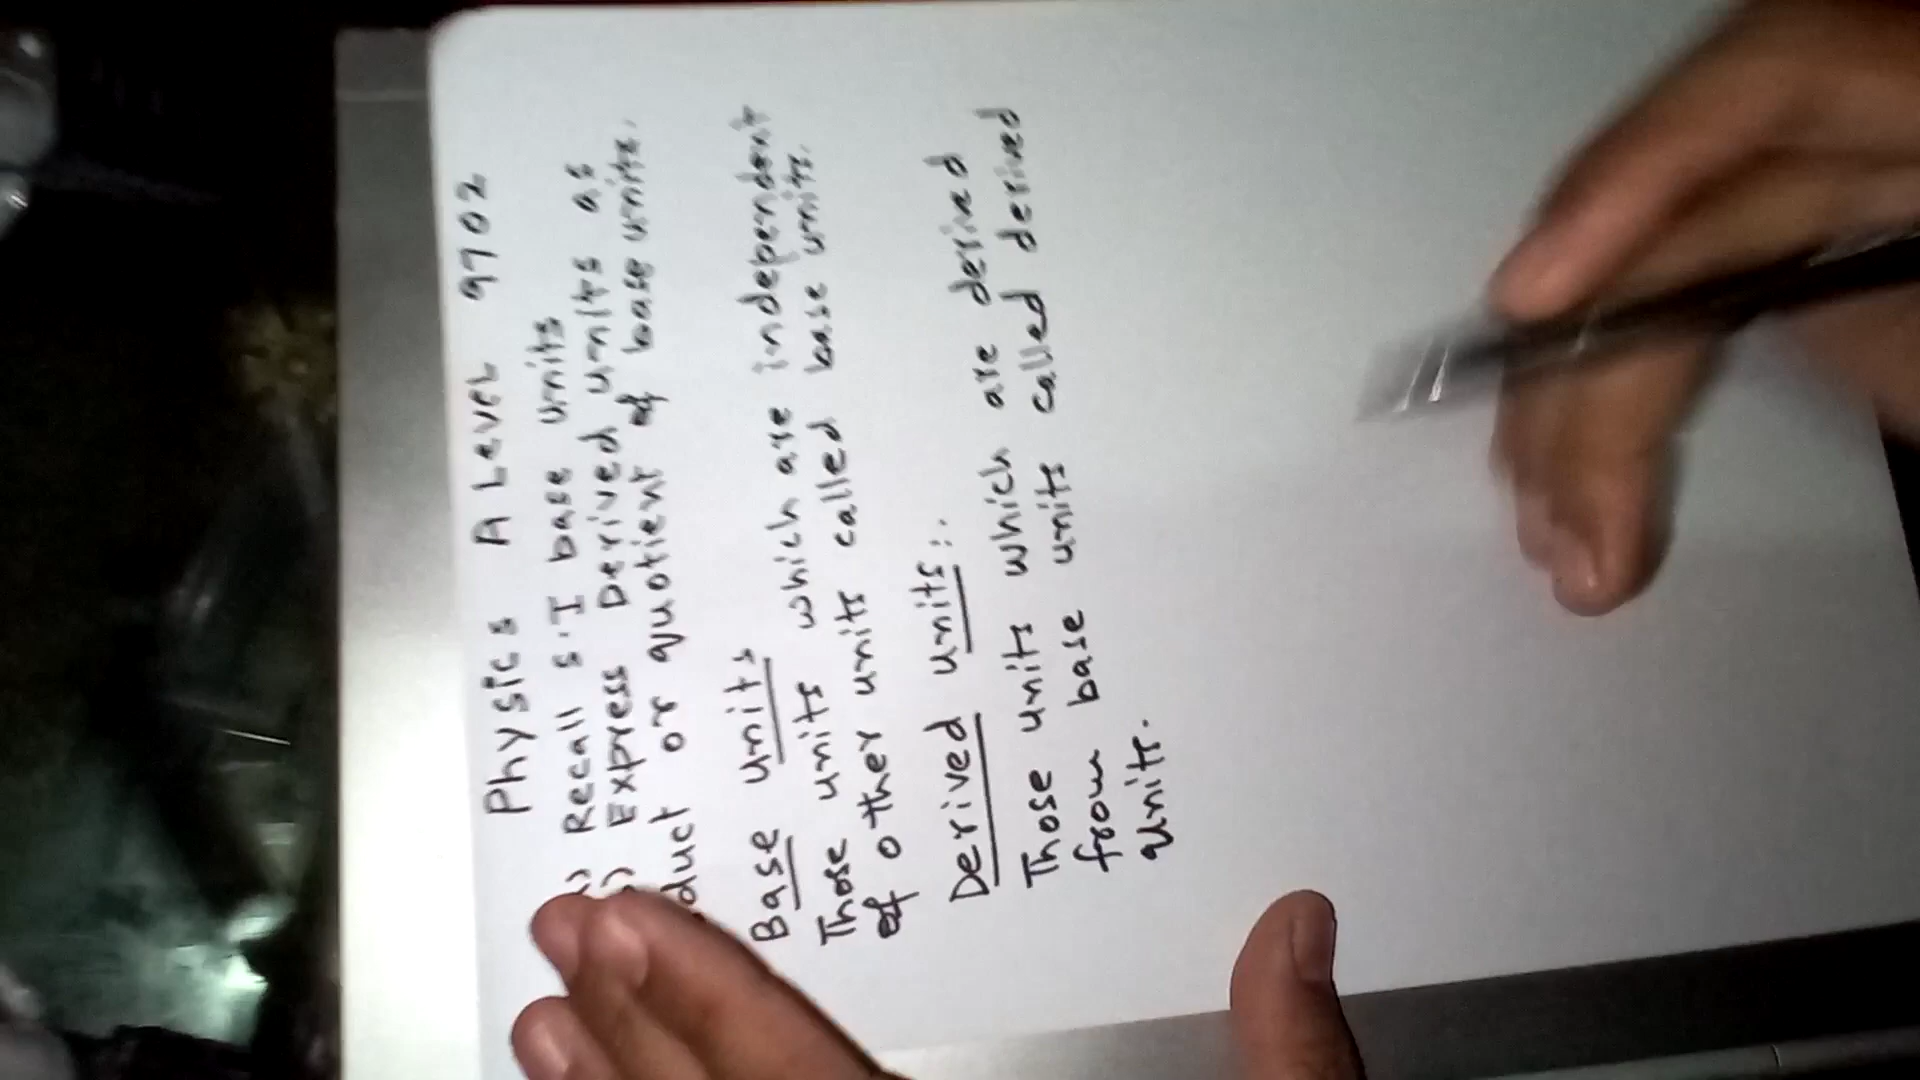 Physics A Level 9702
) Recall S.I base units
) Express Derived units as
duct or quotient of base units.
Base units
Those units which are independent
of other units called base units.
Derived units:.
Those units which are derived
from base units called derived
units.